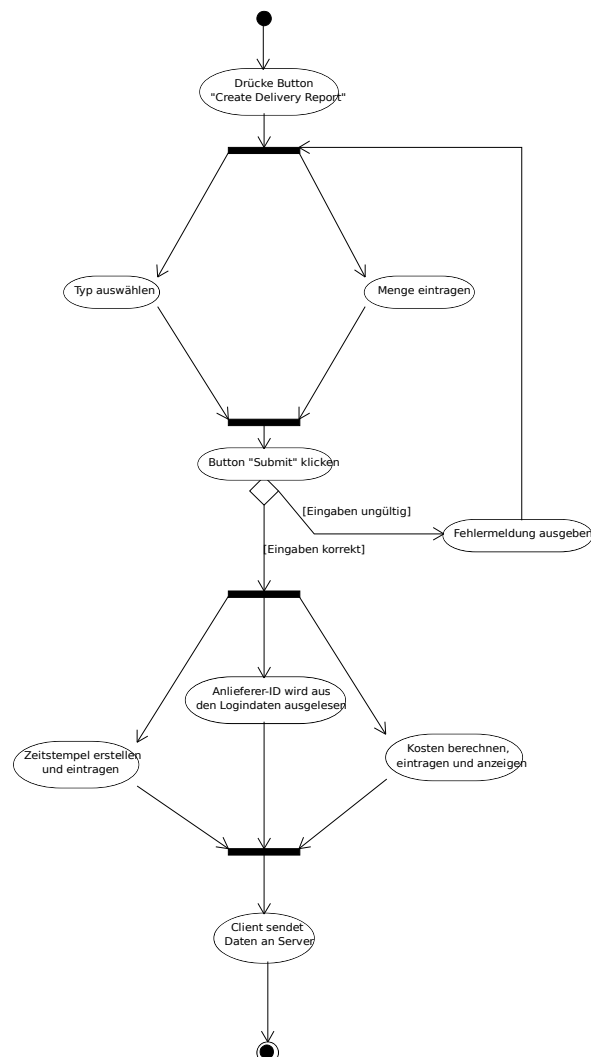 Drücke Button
"Create Delivery Report"
Typ auswählen
Menge eintragen
Button "Submit" klicken
[Eingaben ungültig]
Fehlermeldung ausgeben
[Eingaben korrekt]
Anlieferer-ID wird aus
den Logindaten ausgelesen
Zeitstempel erstellen
und eintragen
Kosten berechnen,
eintragen und anzeigen
Client sendet
Daten an Server